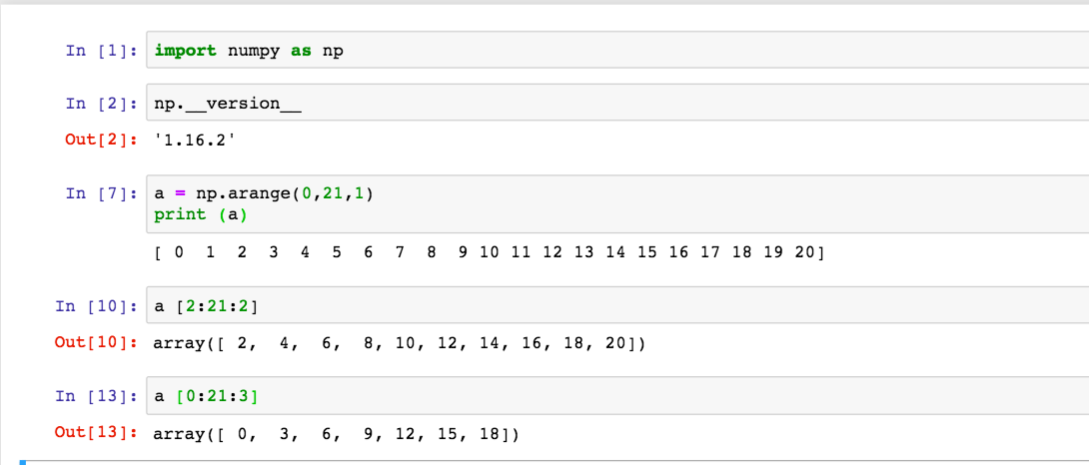 In [1]: import numpy as np
In [2]: np.__version__
Out[2]: '1.16.2'
In [7]: a = np.arange(0,21,1)
print (a)
[ 0  1  2  3  4  5  6  7  8  9 10 11 12 13 14 15 16 17 18 19 20]
In [10]: a [2:21:2]
Out[10]: array([ 2,  4,  6,  8, 10, 12, 14, 16, 18, 20])
In [13]: a [0:21:3]
Out[13]: array([ 0,  3,  6,  9, 12, 15, 18])